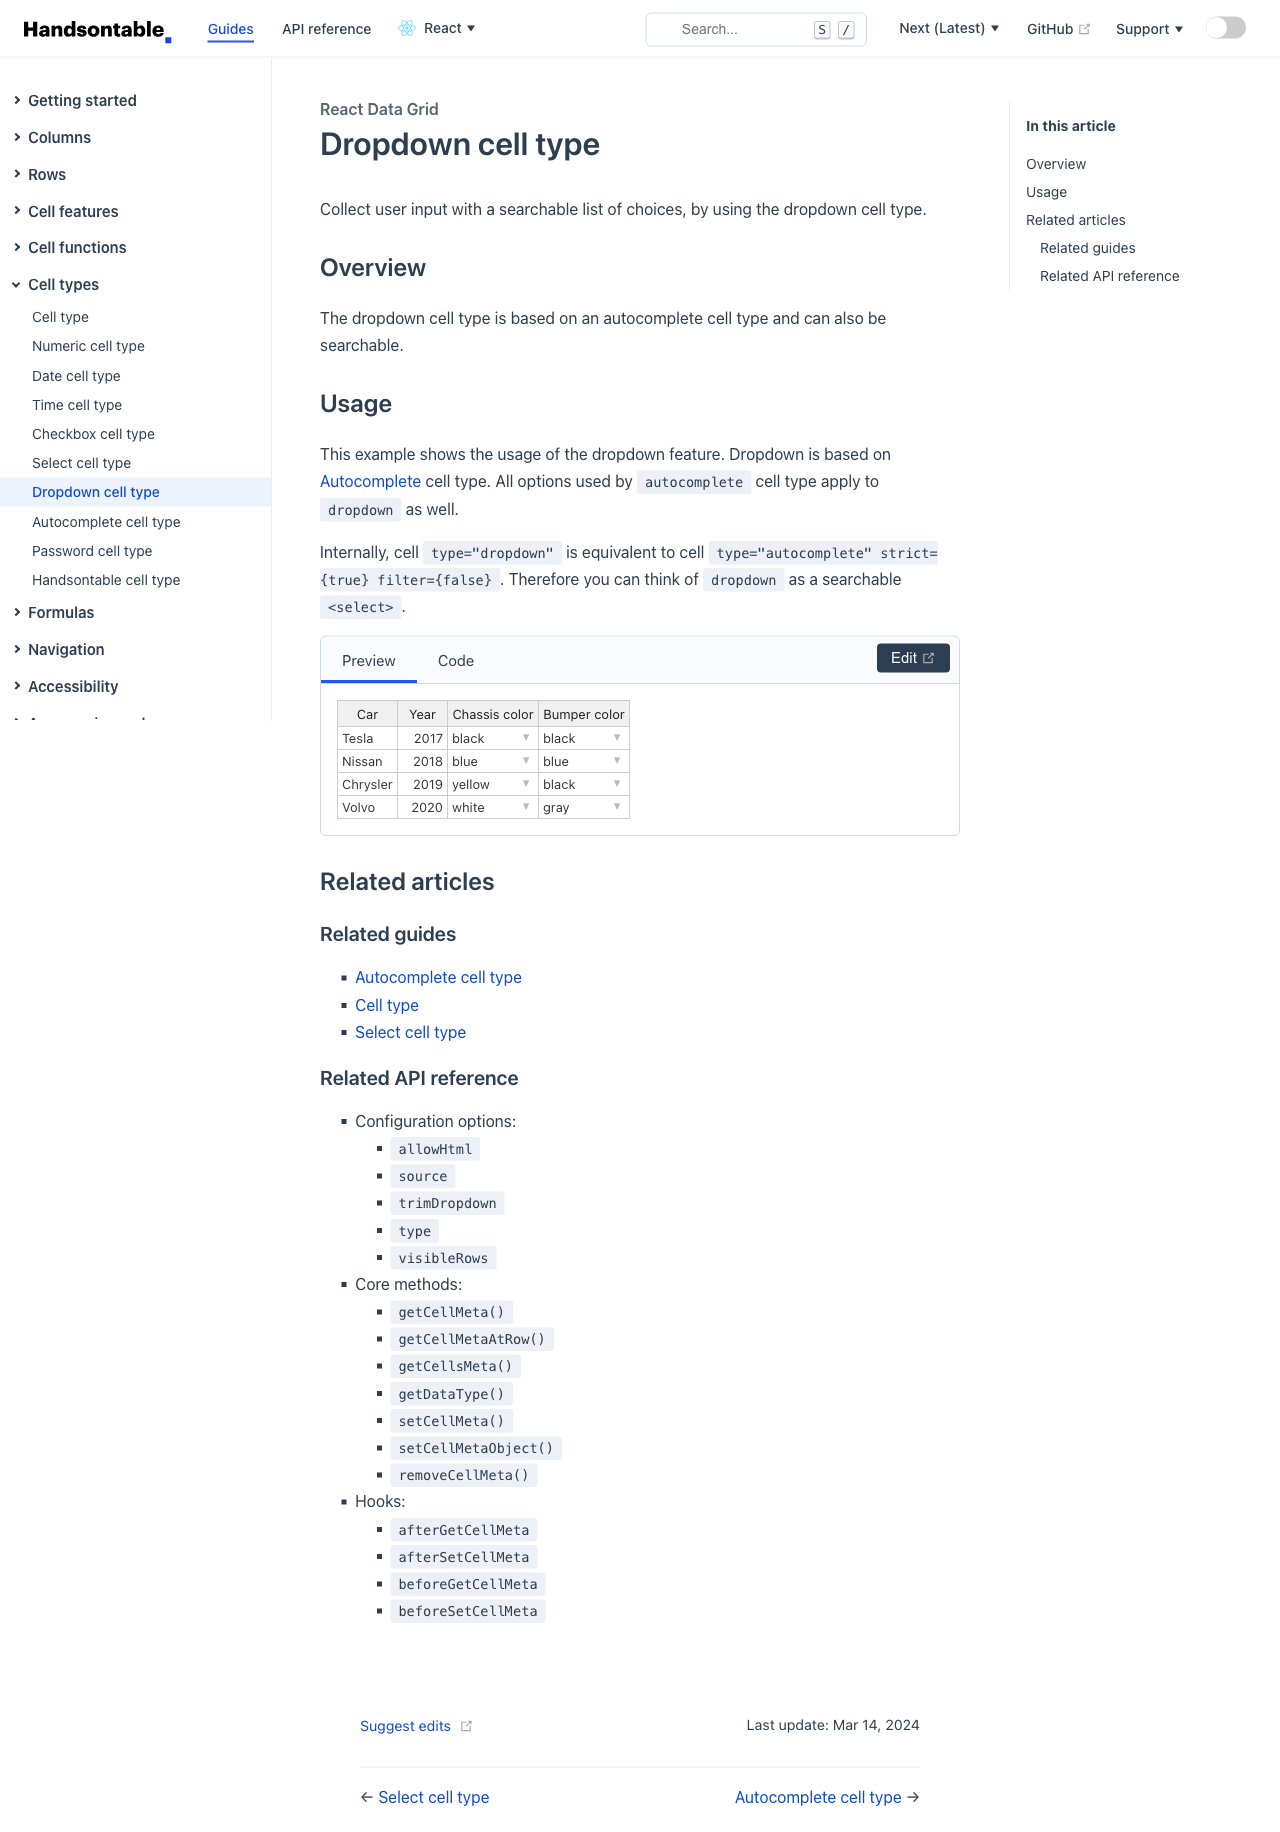 Handsontable
Guides
API reference
React
Search...
S
/
Next (Latest)
GitHub
Support
Getting started
Columns
Rows
Cell features
Cell functions
Cell types
Cell type
Numeric cell type
Date cell type
Time cell type
Checkbox cell type
Select cell type
Dropdown cell type
Autocomplete cell type
Password cell type
Handsontable cell type
Formulas
Navigation
Accessibility
React Data Grid
Dropdown cell type
Collect user input with a searchable list of choices, by using the dropdown cell type.
Overview
The dropdown cell type is based on an autocomplete cell type and can also be
searchable.
Usage
This example shows the usage of the dropdown feature. Dropdown is based on
Autocomplete cell type. All options used by autocomplete cell type apply to
dropdown as well.
Internally, cell type="dropdown" is equivalent to cell type="autocomplete" strict=
{true} filter={false}. Therefore you can think of dropdown as a searchable
<select>.
Preview
Code
Edit
Car Year Chassis color Bumper color
Tesla 2017 black ▼ black ▼
Nissan 2018 blue ▼ blue ▼
Chrysler 2019 yellow ▼ black ▼
Volvo 2020 white ▼ gray ▼
Related articles
Related guides
Autocomplete cell type
Cell type
Select cell type
Related API reference
Configuration options:
allowHtml
source
trimDropdown
type
visibleRows
Core methods:
getCellMeta()
getCellMetaAtRow()
getCellsMeta()
getDataType()
setCellMeta()
setCellMetaObject()
removeCellMeta()
Hooks:
afterGetCellMeta
afterSetCellMeta
beforeGetCellMeta
beforeSetCellMeta
Suggest edits
Last update: Mar 14, 2024
← Select cell type
Autocomplete cell type →
In this article
Overview
Usage
Related articles
Related guides
Related API reference